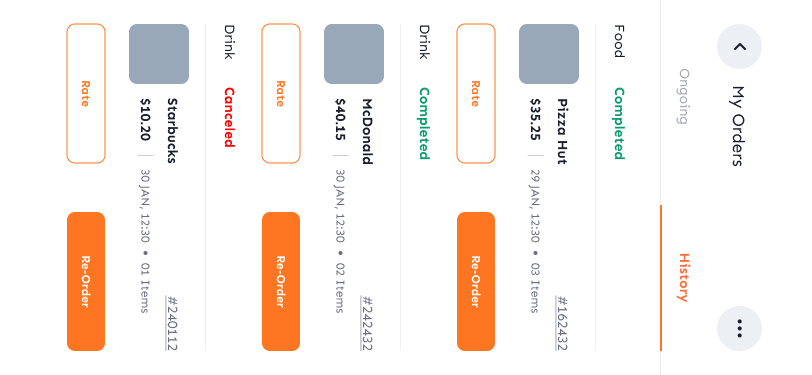 My Orders
Ongoing History
Food Completed
Pizza Hut #162432
$35.25 29 JAN, 12:30 • 03 Items
Rate Re-Order
Drink Completed
McDonald #242432
$40.15 30 JAN, 12:30 • 02 Items
Rate Re-Order
Drink Canceled
Starbucks #240112
$10.20 30 JAN, 12:30 • 01 Items
Rate Re-Order